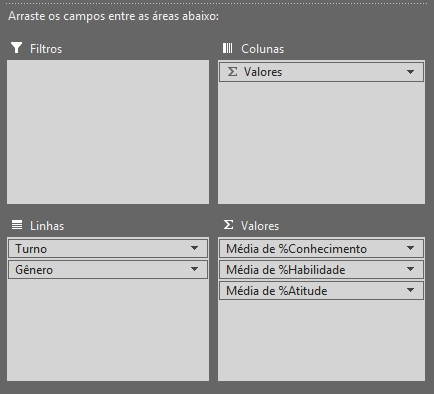 Arraste os campos entre as áreas abaixo:
Filtros
Colunas
Σ Valores
Linhas
Σ Valores
Turno
Gênero
Média de %Conhecimento
Média de %Habilidade
Média de %Atitude